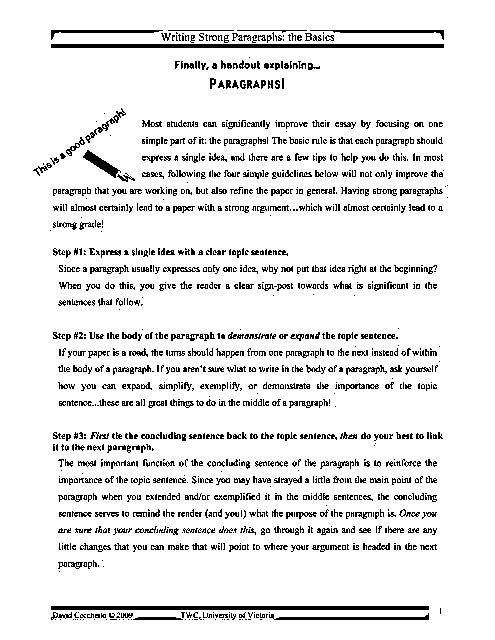 Writing Strong Paragraphs: the Basics
Finally, a handout explaining...
PARAGRAPHS!
This is a good paragraph!
Most students can significantly improve their essay by focusing on one
simple part of it: the paragraphs! The basic rule is that each paragraph should
express a single idea, and there are a few tips to help you do this. In most
cases, following the four simple guidelines below will not only improve the
paragraph that you are working on, but also refine the paper in general. Having strong paragraphs
will almost certainly lead to a paper with a strong argument...which will almost certainly lead to a
strong grade!
Step #1: Express a single idea with a clear topic sentence.
Since a paragraph usually expresses only one idea, why not put that idea right at the beginning?
When you do this, you give the reader a clear sign-post towards what is significant in the
sentences that follow.
Step #2: Use the body of the paragraph to demonstrate or expand the topic sentence.
If your paper is a road, the turns should happen from one paragraph to the next instead of within
the body of a paragraph. If you aren't sure what to write in the body of a paragraph, ask yourself
how you can expand, simplify, exemplify, or demonstrate the importance of the topic
sentence...these are all great things to do in the middle of a paragraph!
Step #3: First tie the concluding sentence back to the topic sentence, then do your best to link
it to the next paragraph.
The most important function of the concluding sentence of the paragraph is to reinforce the
importance of the topic sentence. Since you may have strayed a little from the main point of the
paragraph when you extended and/or exemplified it in the middle sentences, the concluding
sentence serves to remind the reader (and you!) what the purpose of the paragraph is. Once you
are sure that your concluding sentence does this, go through it again and see if there are any
little changes that you can make that will point to where your argument is headed in the next
paragraph.
David Cecchetto © 2009 TWC, University of Victoria 1